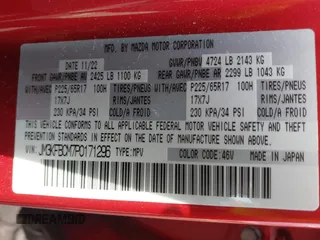 MFD. BY MAZDA MOTOR CORPORATION
DATE 11/22 GVWR/PNBV 4724 LB 2143 KG
FRONT GAWR/PNBE AV 2425 LB 1100 KG REAR GAWR/PNBE AR 2299 LB 1043 KG
WITH/AVEC P225/65R17 100H WITH/AVEC P225/65R17 100H
17X7J RIMS/JANTES 17X7J RIMS/JANTES
230 KPA/34 PSI COLD/A FROID 230 KPA/34 PSI COLD/A FROID
THIS VEHICLE CONFORMS TO ALL APPLICABLE FEDERAL MOTOR VEHICLE
SAFETY, BUMPER, AND THEFT PREVENTION STANDARDS IN EFFECT ON
THE DATE OF MANUFACTURE SHOWN ABOVE.
VIN: JM3KFBCM7P0171296 TYPE:MPV COLOR CODE: 46V MADE IN JAPAN
DREAMBID